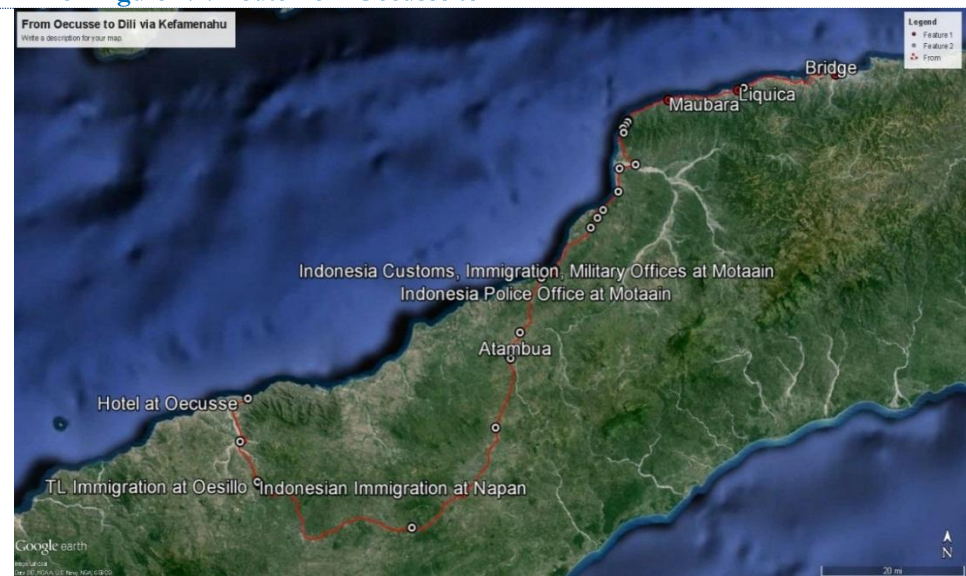 From Oecusse to Dili via Kefamenahu
Write a description for your map.
Legend
Feature 1
Feature 2
From
Bridge
Liquica
Maubara
Indonesia Customs, Immigration, Military Offices at Motaain
Indonesia Police Office at Motaain
Atambua
Hotel at Oecusse
TL Immigration at Oesillo
Indonesian Immigration at Napan
Google earth
N
20 mi